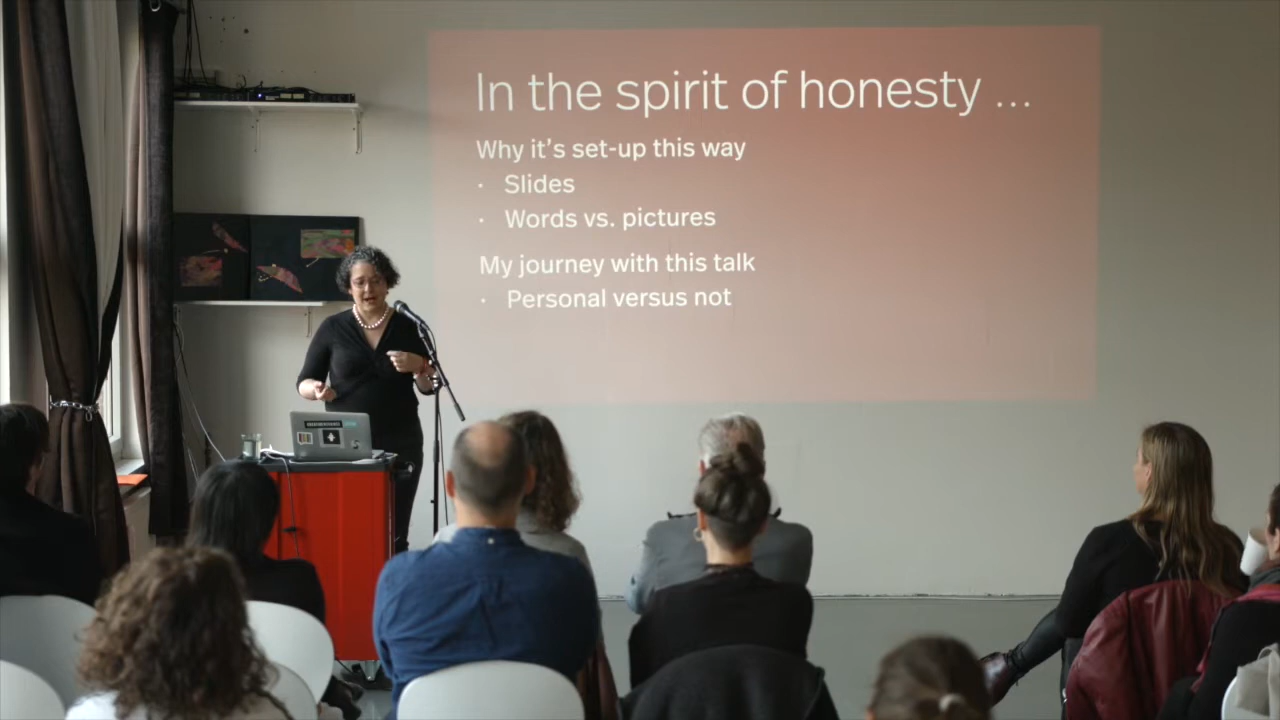 In the spirit of honesty ...
Why it's set-up this way
· Slides
· Words vs. pictures
My journey with this talk
· Personal versus not